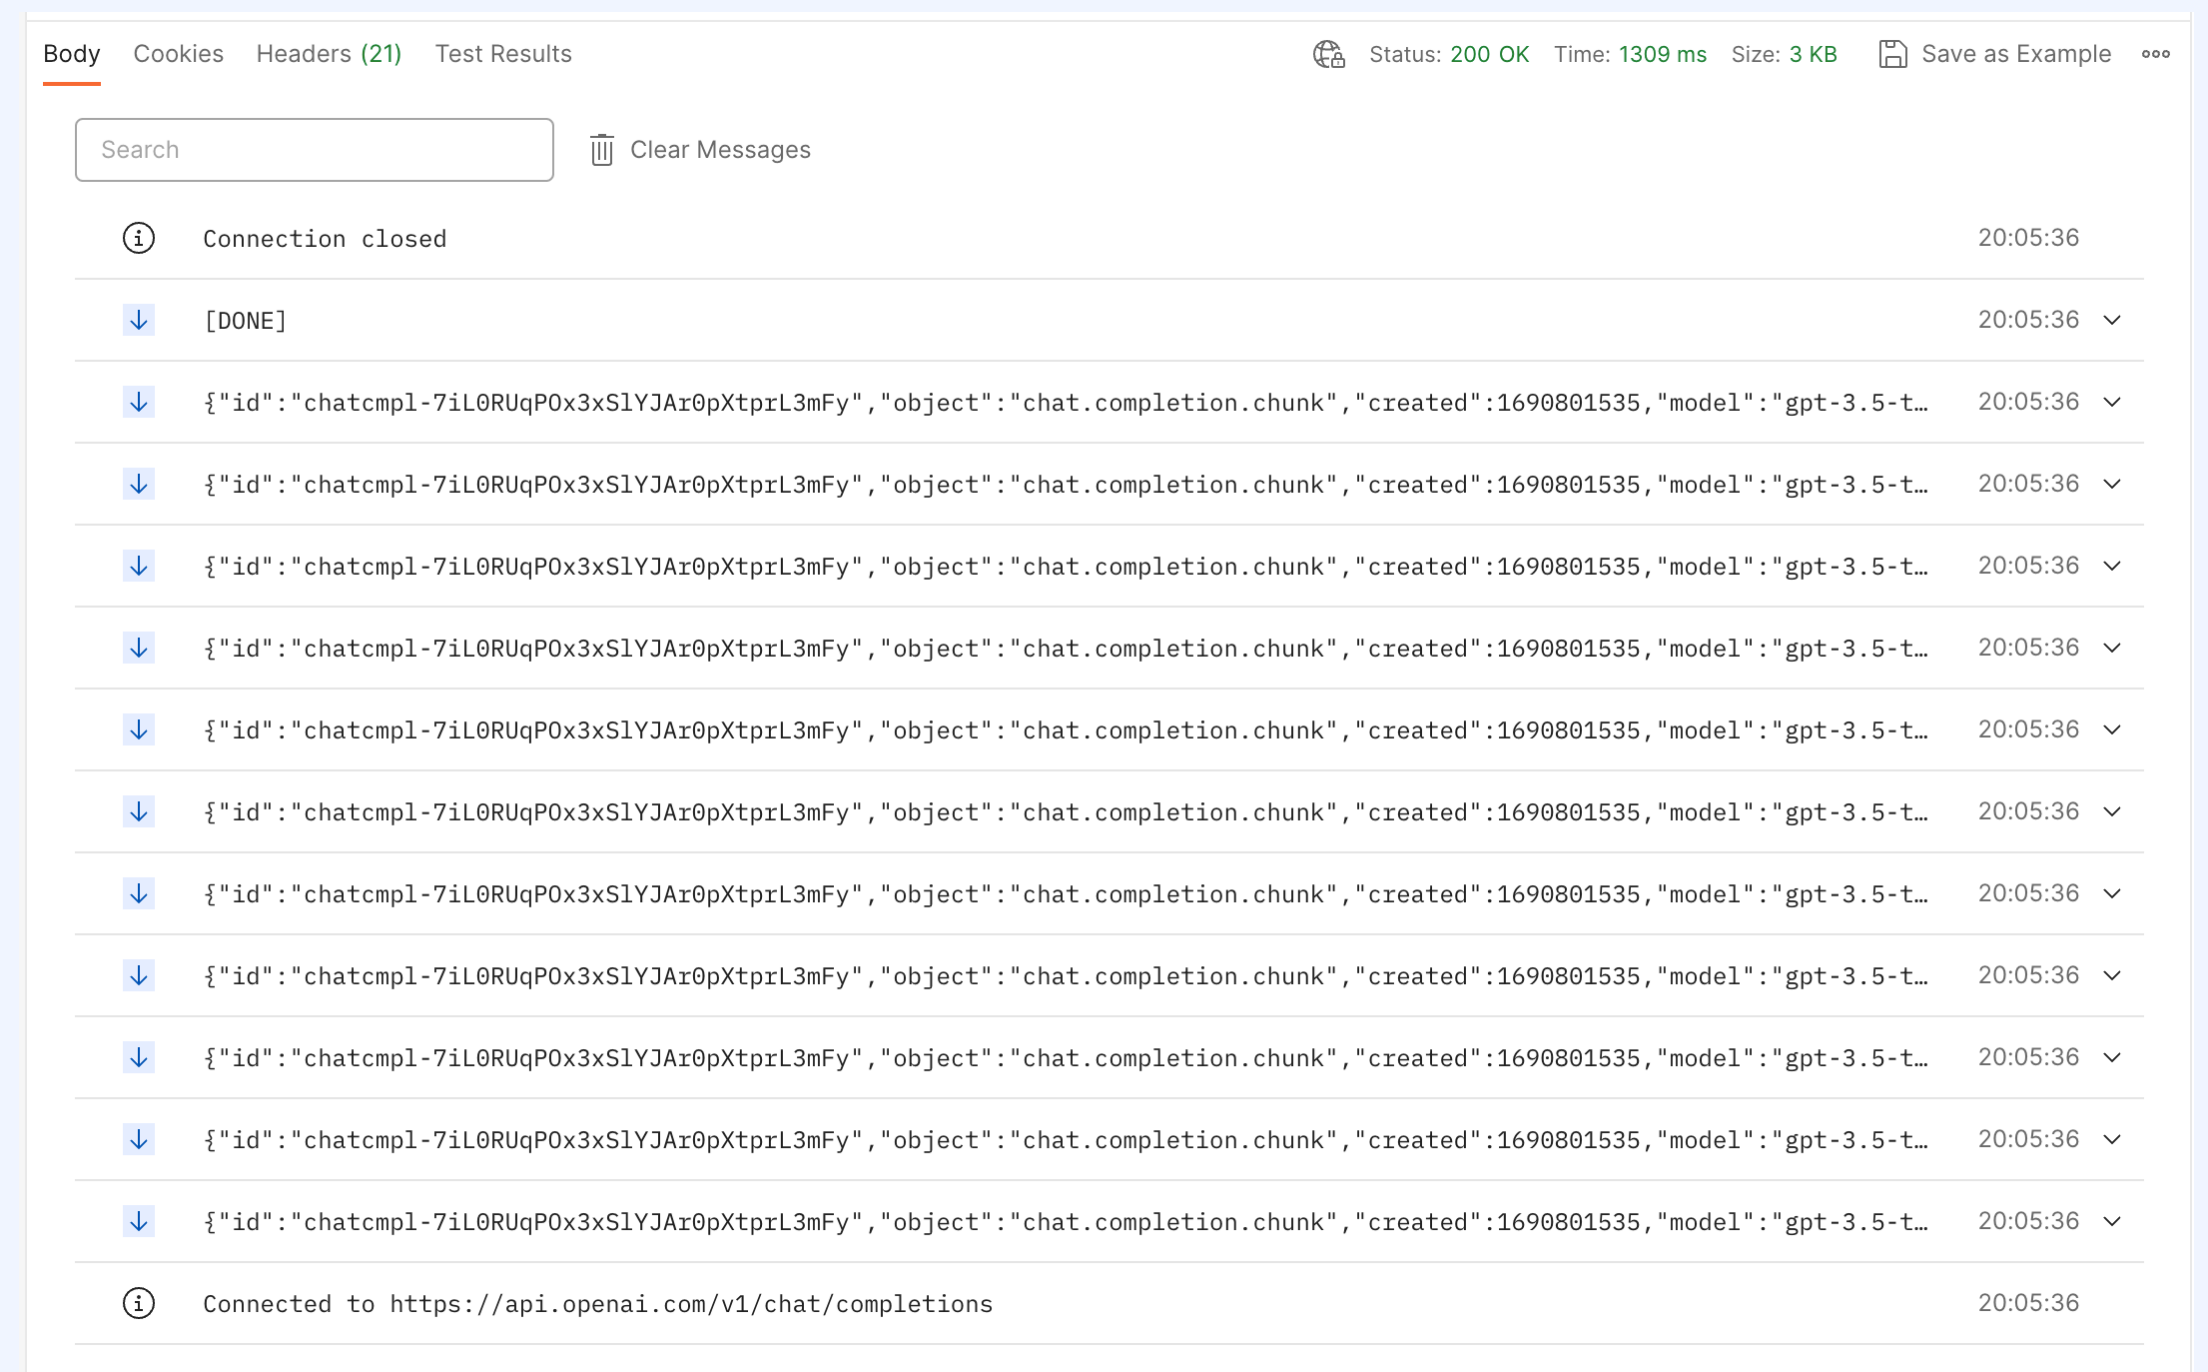 Body Cookies Headers (21) Test Results Status: 200 OK Time: 1309 ms Size: 3 KB Save as Example
Search Clear Messages
Connection closed 20:05:36
[DONE] 20:05:36
{"id":"chatcmpl-7iL0RUqPOx3xSlYJAr0pXtprL3mFy","object":"chat.completion.chunk","created":1690801535,"model":"gpt-3.5-t… 20:05:36
{"id":"chatcmpl-7iL0RUqPOx3xSlYJAr0pXtprL3mFy","object":"chat.completion.chunk","created":1690801535,"model":"gpt-3.5-t… 20:05:36
{"id":"chatcmpl-7iL0RUqPOx3xSlYJAr0pXtprL3mFy","object":"chat.completion.chunk","created":1690801535,"model":"gpt-3.5-t… 20:05:36
{"id":"chatcmpl-7iL0RUqPOx3xSlYJAr0pXtprL3mFy","object":"chat.completion.chunk","created":1690801535,"model":"gpt-3.5-t… 20:05:36
{"id":"chatcmpl-7iL0RUqPOx3xSlYJAr0pXtprL3mFy","object":"chat.completion.chunk","created":1690801535,"model":"gpt-3.5-t… 20:05:36
{"id":"chatcmpl-7iL0RUqPOx3xSlYJAr0pXtprL3mFy","object":"chat.completion.chunk","created":1690801535,"model":"gpt-3.5-t… 20:05:36
{"id":"chatcmpl-7iL0RUqPOx3xSlYJAr0pXtprL3mFy","object":"chat.completion.chunk","created":1690801535,"model":"gpt-3.5-t… 20:05:36
{"id":"chatcmpl-7iL0RUqPOx3xSlYJAr0pXtprL3mFy","object":"chat.completion.chunk","created":1690801535,"model":"gpt-3.5-t… 20:05:36
{"id":"chatcmpl-7iL0RUqPOx3xSlYJAr0pXtprL3mFy","object":"chat.completion.chunk","created":1690801535,"model":"gpt-3.5-t… 20:05:36
{"id":"chatcmpl-7iL0RUqPOx3xSlYJAr0pXtprL3mFy","object":"chat.completion.chunk","created":1690801535,"model":"gpt-3.5-t… 20:05:36
{"id":"chatcmpl-7iL0RUqPOx3xSlYJAr0pXtprL3mFy","object":"chat.completion.chunk","created":1690801535,"model":"gpt-3.5-t… 20:05:36
Connected to https://api.openai.com/v1/chat/completions 20:05:36